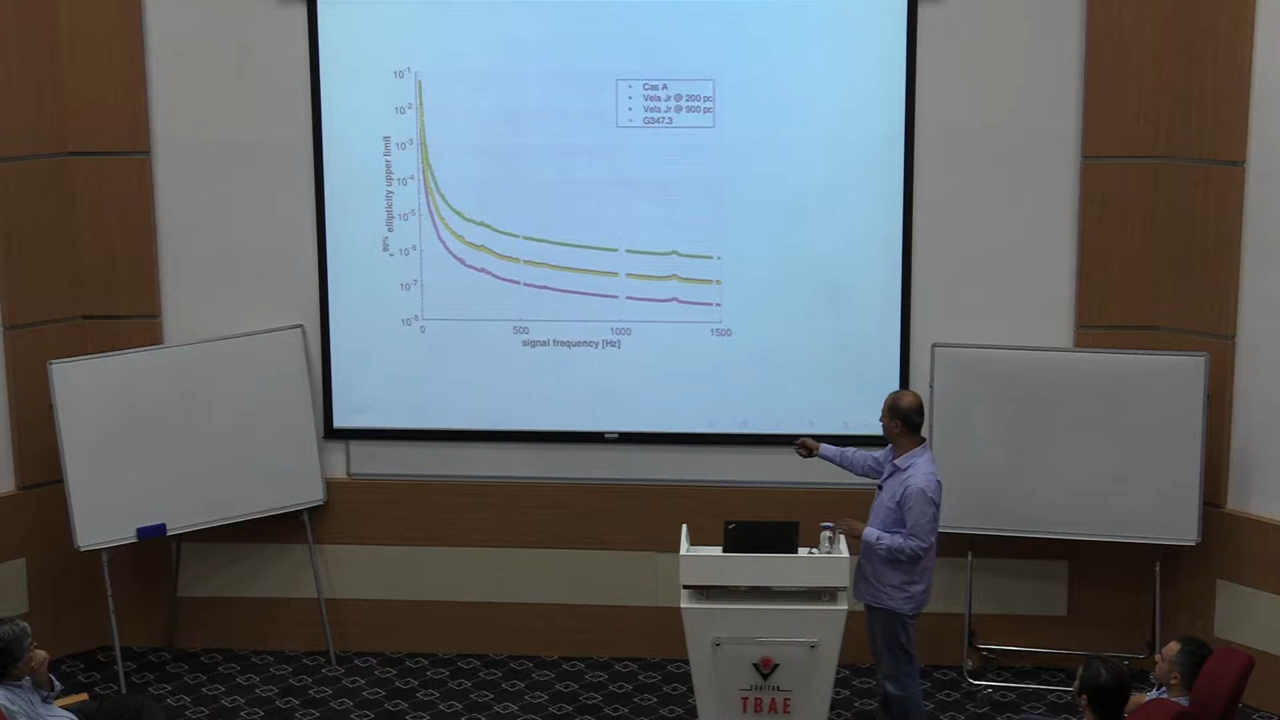 10-1
10-2
10-3
10-4
10-5
10-6
10-7
10-8
ε90% ellipticity upper limit
Cas A
Vela Jr @ 200 pc
Vela Jr @ 900 pc
G347.3
0
500
1000
1500
signal frequency [Hz]
TÜBİTAK
TBAE